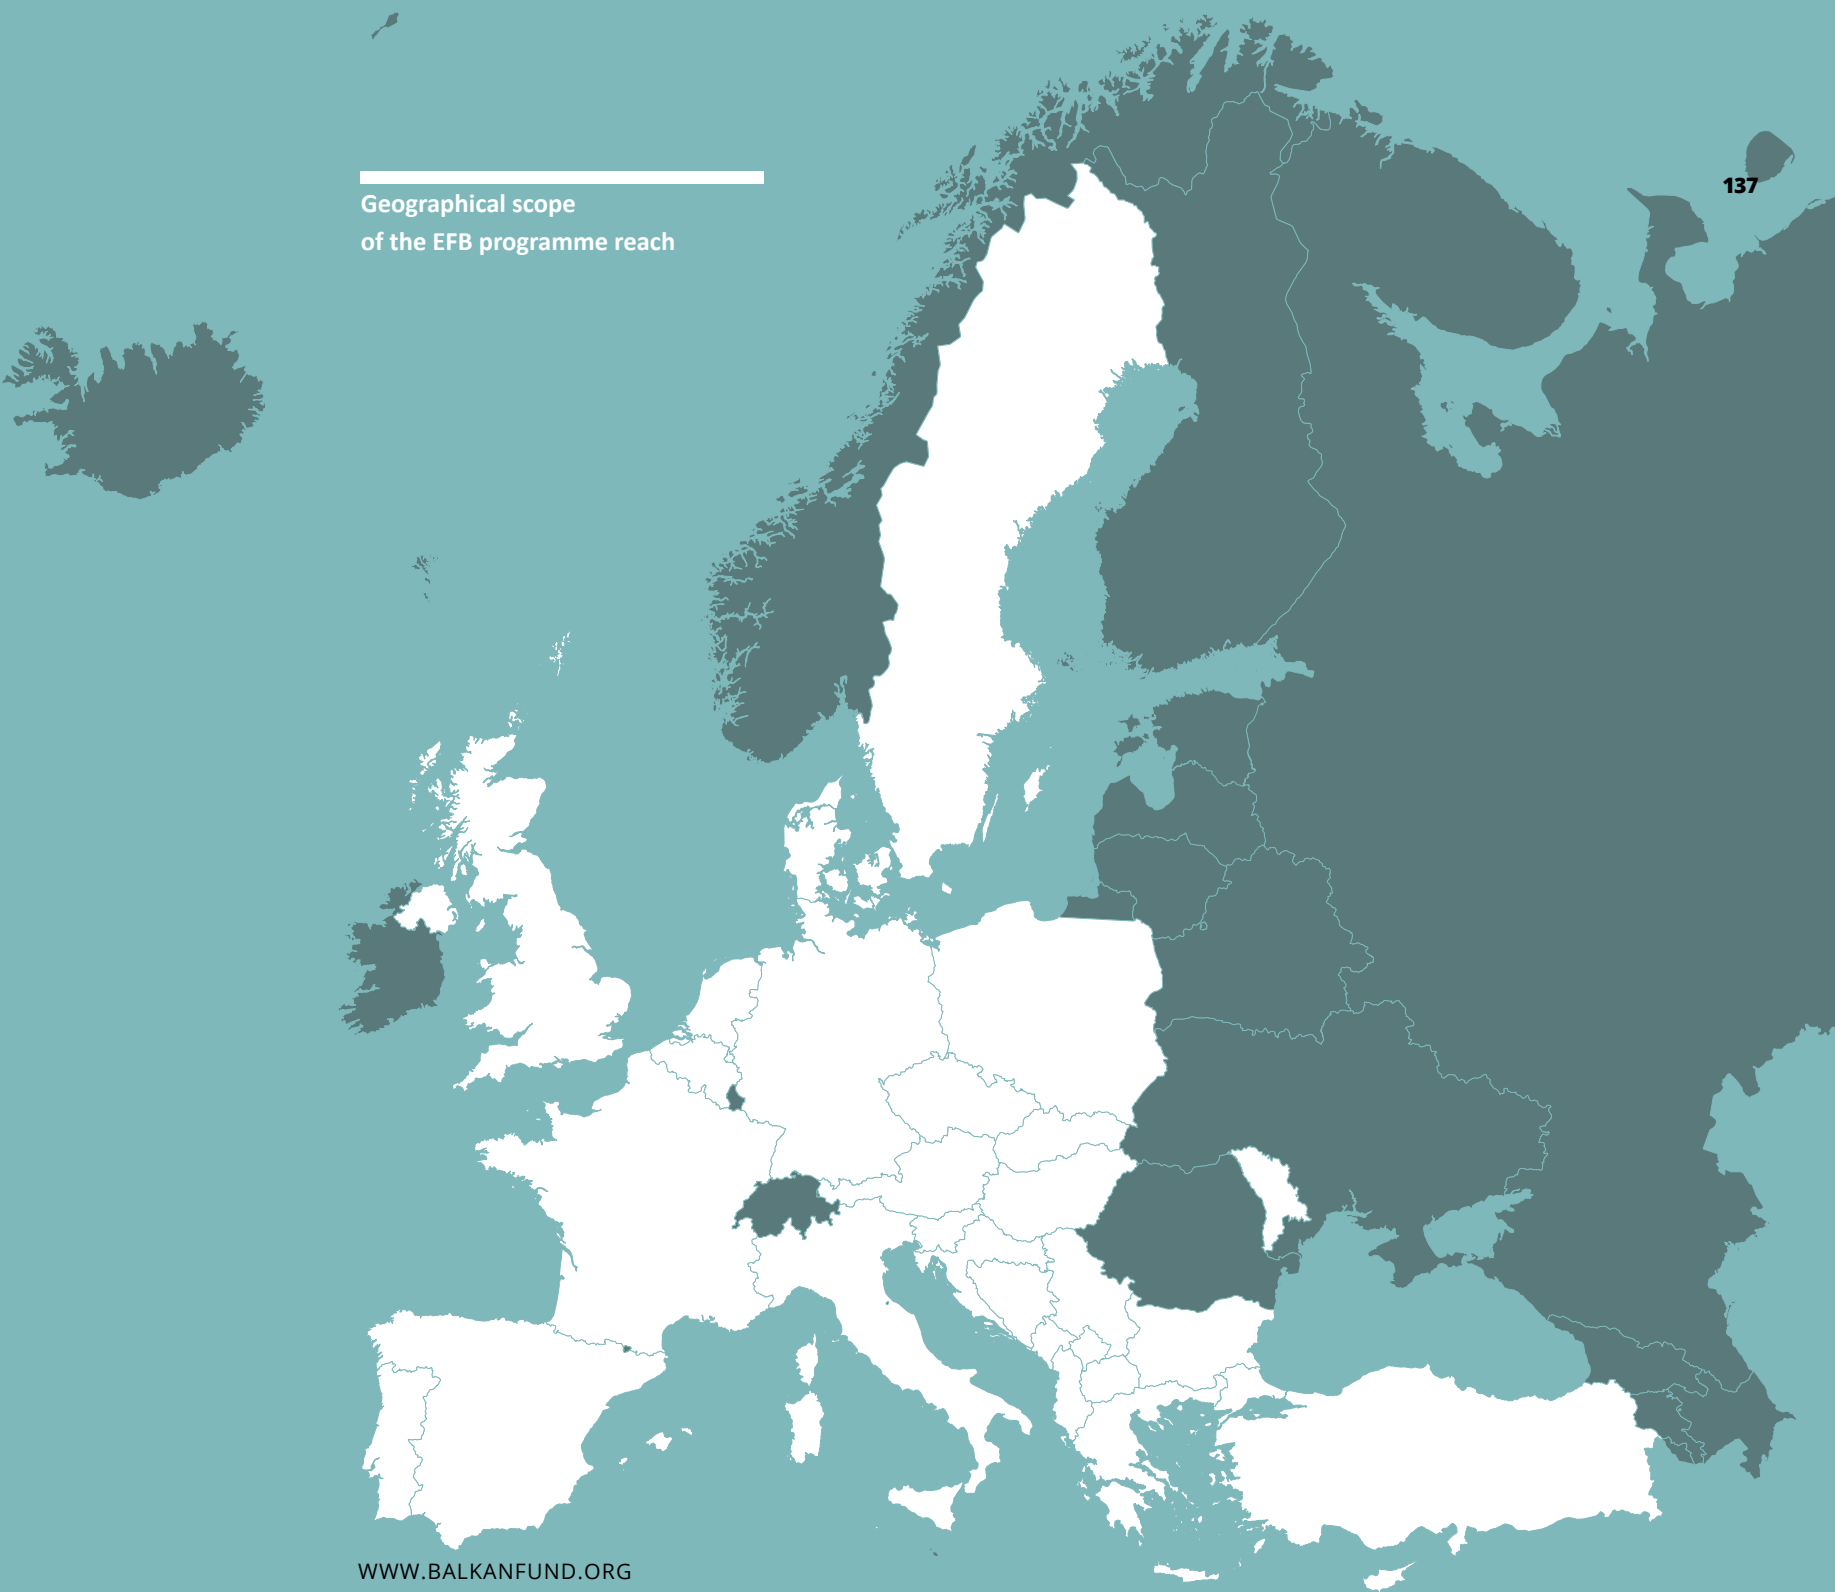 Geographical scope
of the EFB programme reach
137
WWW.BALKANFUND.ORG